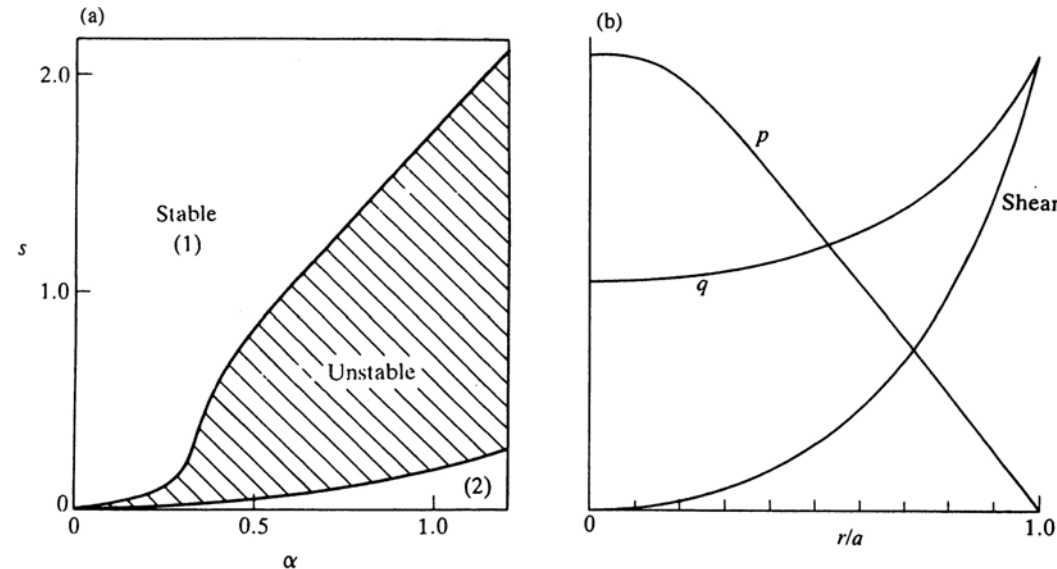 (a)
2.0
Stable
(1)
s
1.0
Unstable
(2)
0
0
0.5
1.0
α
(b)
p
Shear
q
0
r/a
1.0